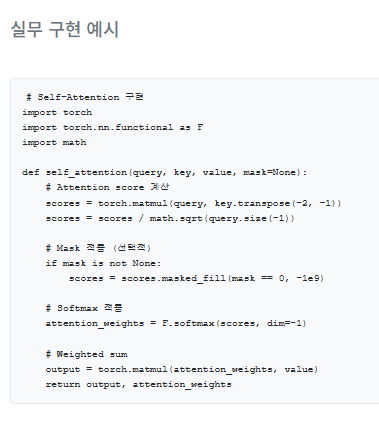 실무 구현 예시
# Self-Attention 구현
import torch
import torch.nn.functional as F
import math
def self_attention(query, key, value, mask=None):
# Attention score 계산
scores = torch.matmul(query, key.transpose(-2, -1))
scores = scores / math.sqrt(query.size(-1))
# Mask 적용 (선택적)
if mask is not None:
scores = scores.masked_fill(mask == 0, -1e9)
# Softmax 적용
attention_weights = F.softmax(scores, dim=-1)
# Weighted sum
output = torch.matmul(attention_weights, value)
return output, attention_weights